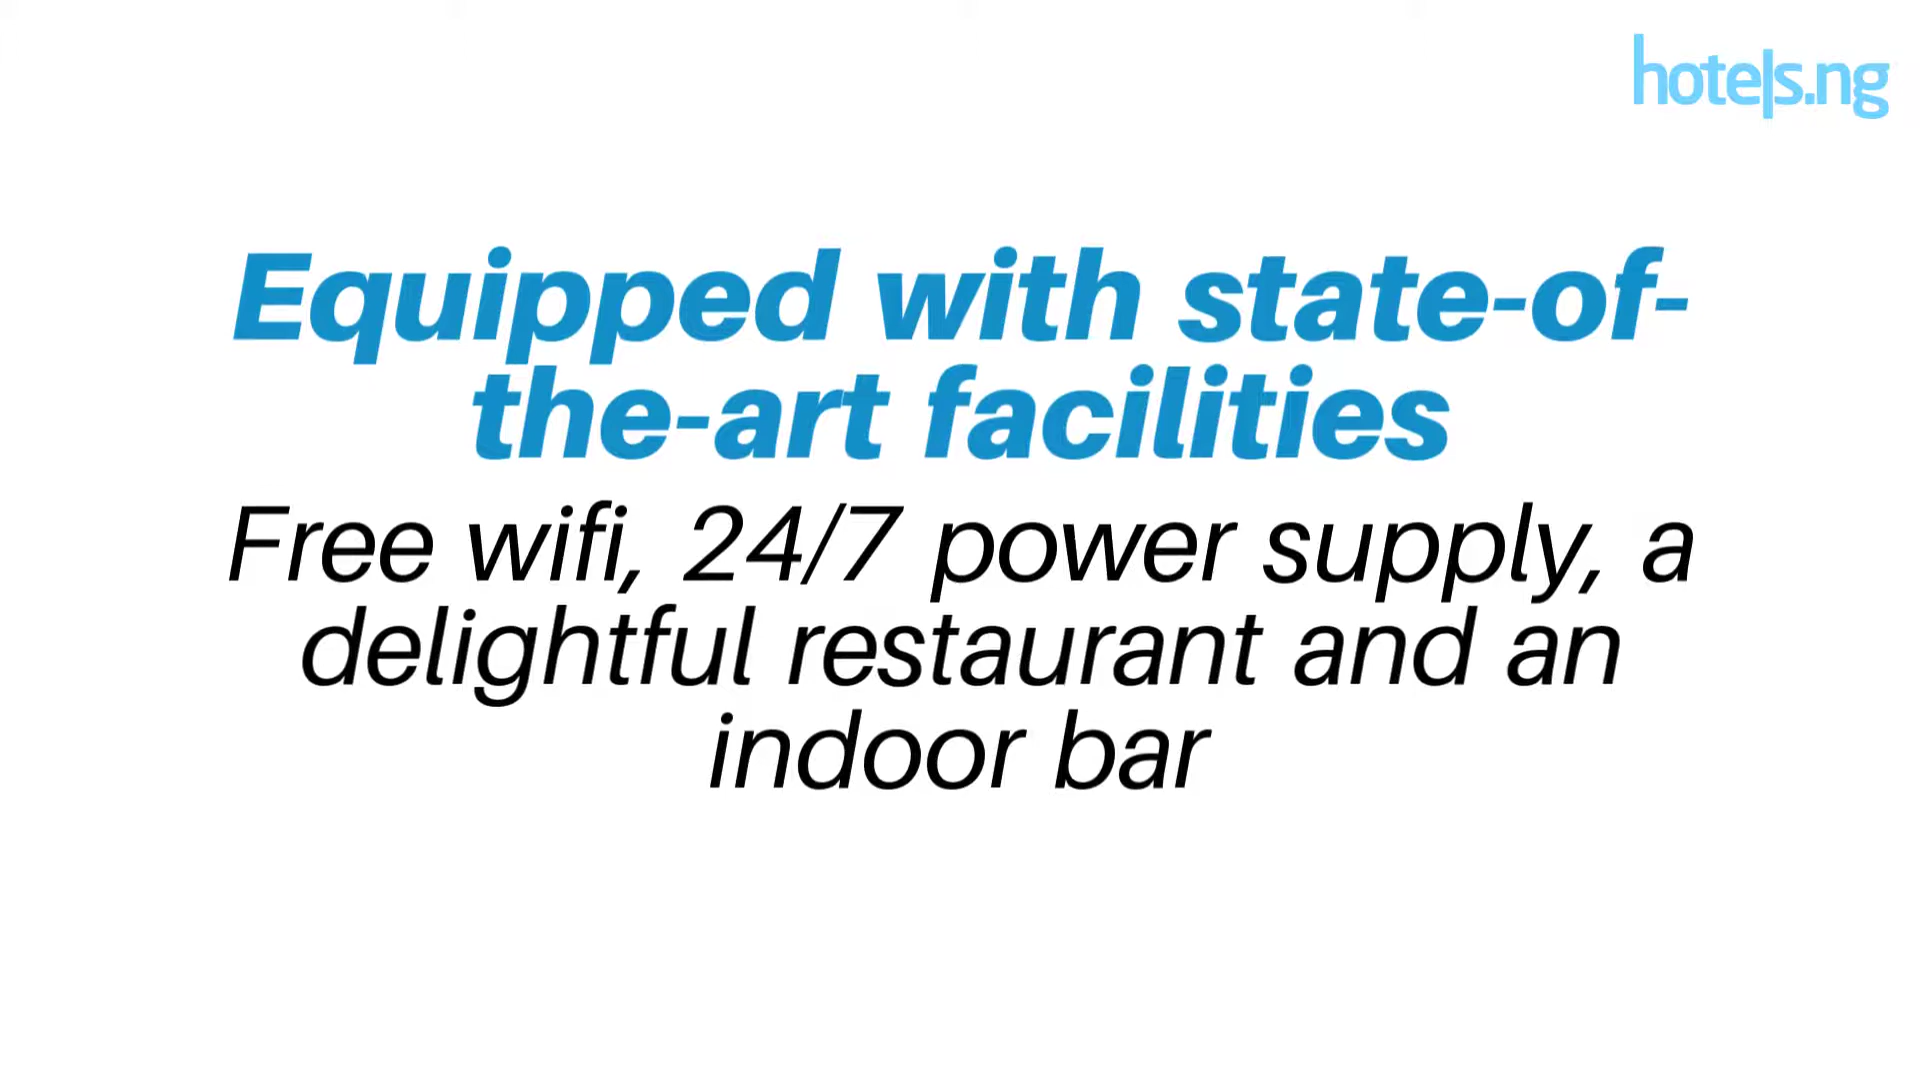 hotels.ng
Equipped with state-of-
the-art facilities
Free wifi, 24/7 power supply, a
delightful restaurant and an
indoor bar